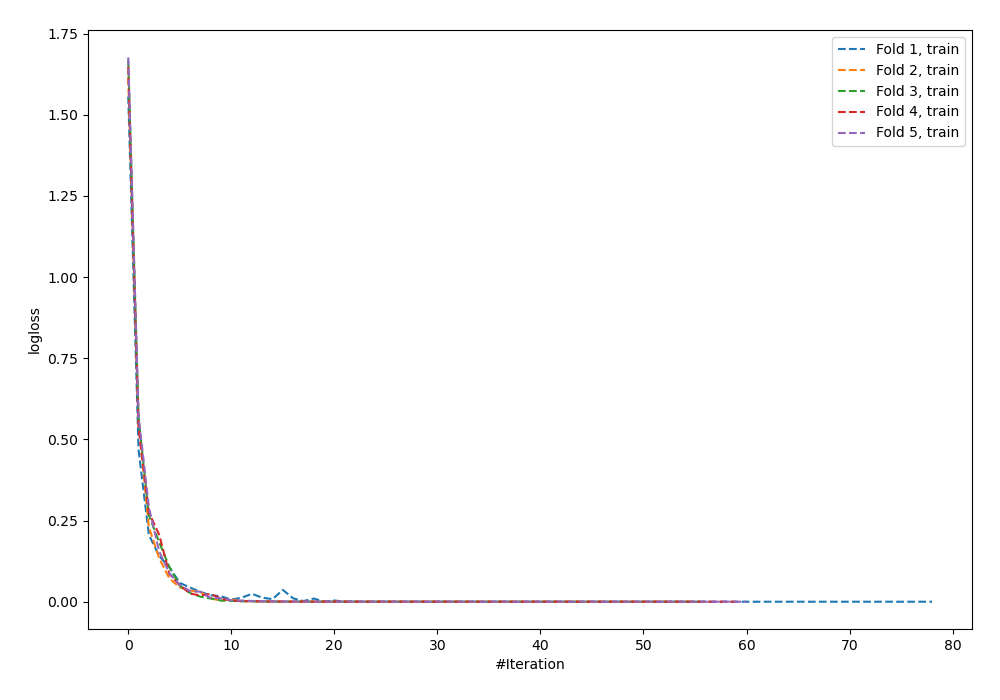 1.75
1.50
1.25
1.00
0.75
0.50
0.25
0.00
logloss
0 10 20 30 40 50 60 70 80
#Iteration
Fold 1, train
Fold 2, train
Fold 3, train
Fold 4, train
Fold 5, train